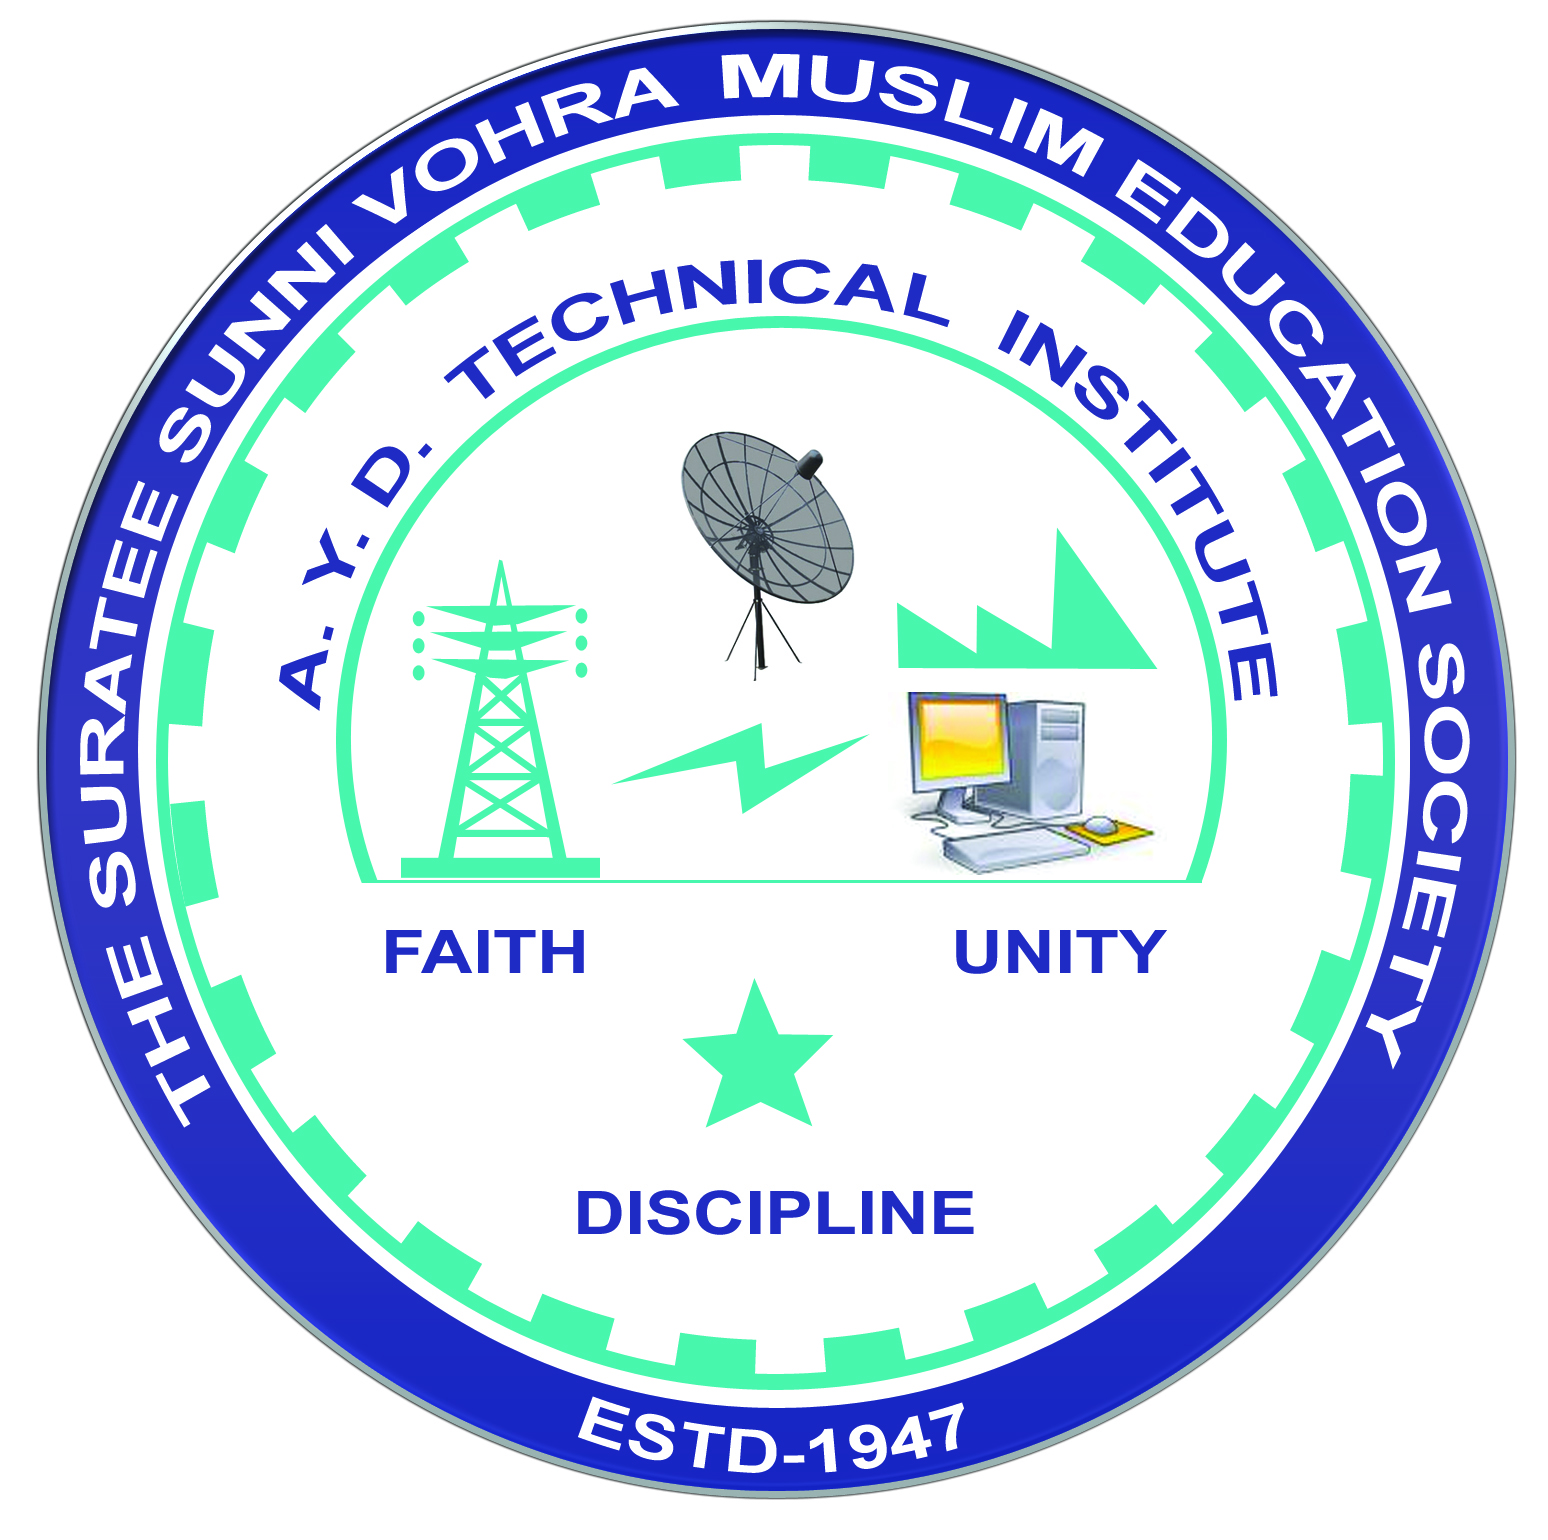 THE SURATEE SUNNI VOHRA MUSLIM EDUCATION SOCIETY
A. Y. D. TECHNICAL INSTITUTE
FAITH
UNITY
DISCIPLINE
ESTD-1947